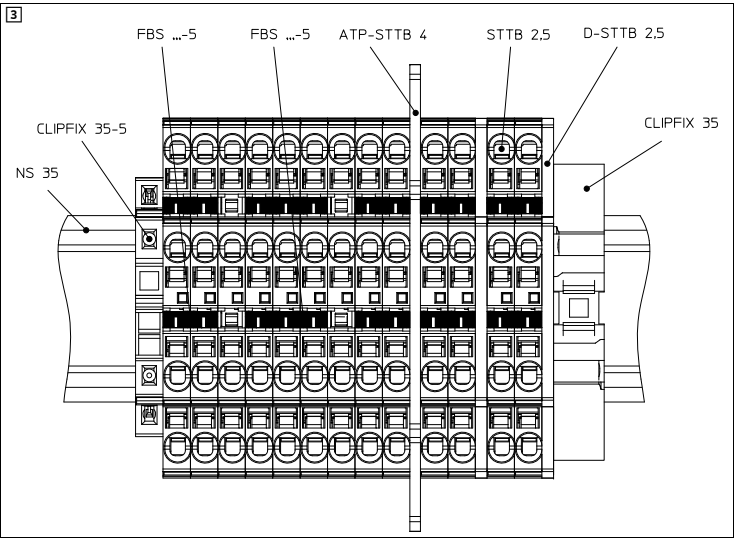 3
FBS ...-5
FBS ...-5
ATP-STTB 4
STTB 2,5
D-STTB 2,5
CLIPFIX 35-5
CLIPFIX 35
NS 35